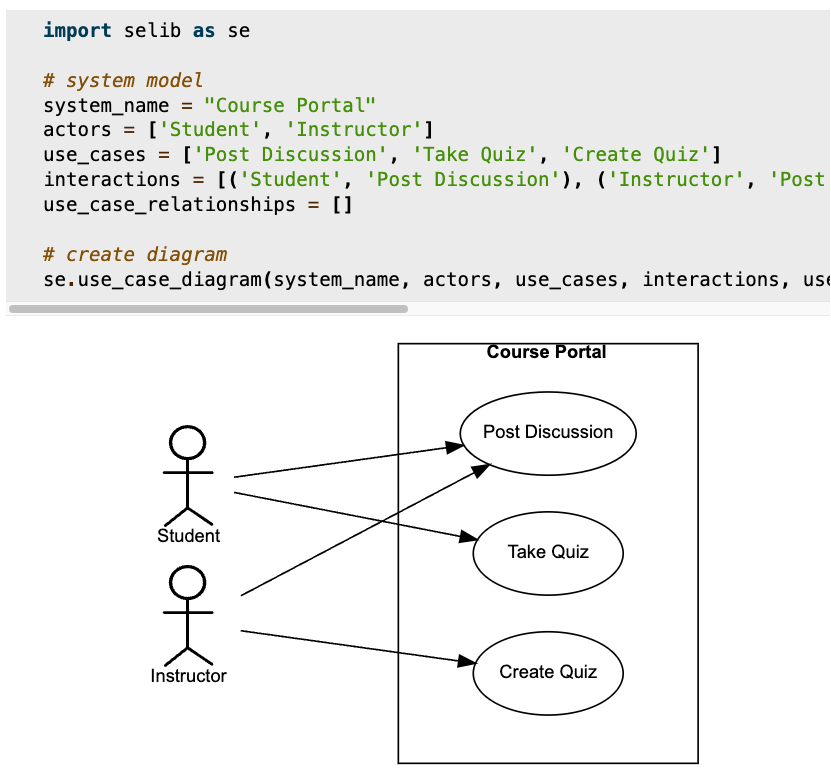 import selib as se
# system model
system_name = "Course Portal"
actors = ['Student', 'Instructor']
use_cases = ['Post Discussion', 'Take Quiz', 'Create Quiz']
interactions = [('Student', 'Post Discussion'), ('Instructor', 'Post
use_case_relationships = []
# create diagram
se.use_case_diagram(system_name, actors, use_cases, interactions, use
Course Portal
Post Discussion
Student
Take Quiz
Instructor
Create Quiz